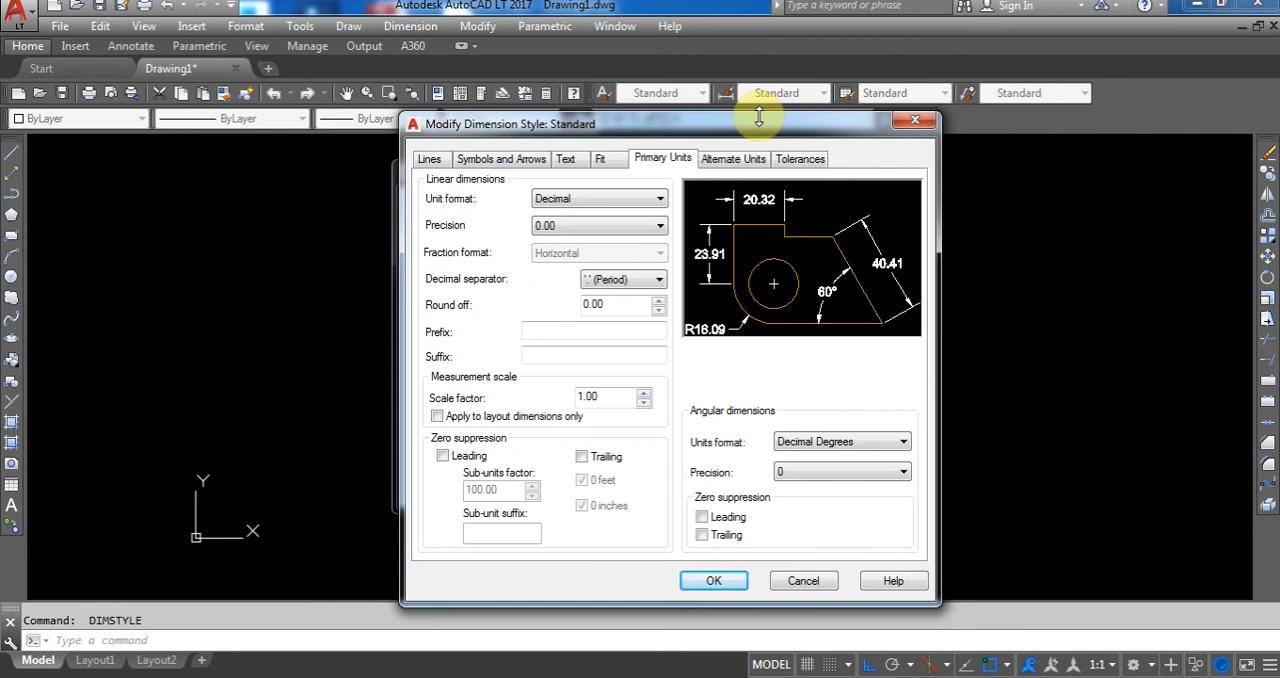 Autodesk AutoCAD LT 2017 Drawing1.dwg
Type a keyword or phrase
Sign In
LT
File Edit View Insert Format Tools Draw Dimension Modify Parametric Window Help
Home Insert Annotate Parametric View Manage Output A360
Start Drawing1*
Standard Standard Standard Standard
ByLayer ByLayer ByLayer
Modify Dimension Style: Standard
Lines Symbols and Arrows Text Fit Primary Units Alternate Units Tolerances
Linear dimensions
Unit format: Decimal
Precision 0.00
Fraction format: Horizontal
Decimal separator: '.' (Period)
Round off: 0.00
Prefix:
Suffix:
Measurement scale
Scale factor: 1.00
Apply to layout dimensions only
Zero suppression
Leading Trailing
Sub-units factor: 0 feet
100.00
0 inches
Sub-unit suffix:
20.32
23.91
40.41
60°
R16.09
Angular dimensions
Units format: Decimal Degrees
Precision: 0
Zero suppression
Leading
Trailing
OK Cancel Help
Y
X
Command: DIMSTYLE
Type a command
Model Layout1 Layout2
MODEL 1:1